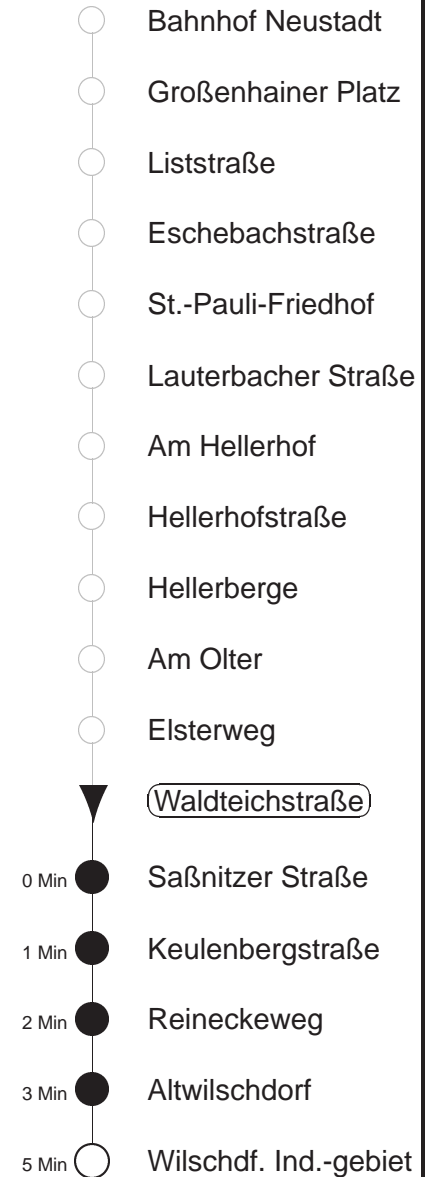 Bahnhof Neustadt
Großenhainer Platz
Liststraße
Eschebachstraße
St.-Pauli-Friedhof
Lauterbacher Straße
Am Hellerhof
Hellerhofstraße
Hellerberge
Am Olter
Elsterweg
Waldteichstraße
0 Min Saßnitzer Straße
1 Min Keulenbergstraße
2 Min Reineckeweg
3 Min Altwilschdorf
5 Min Wilschdf. Ind.-gebiet